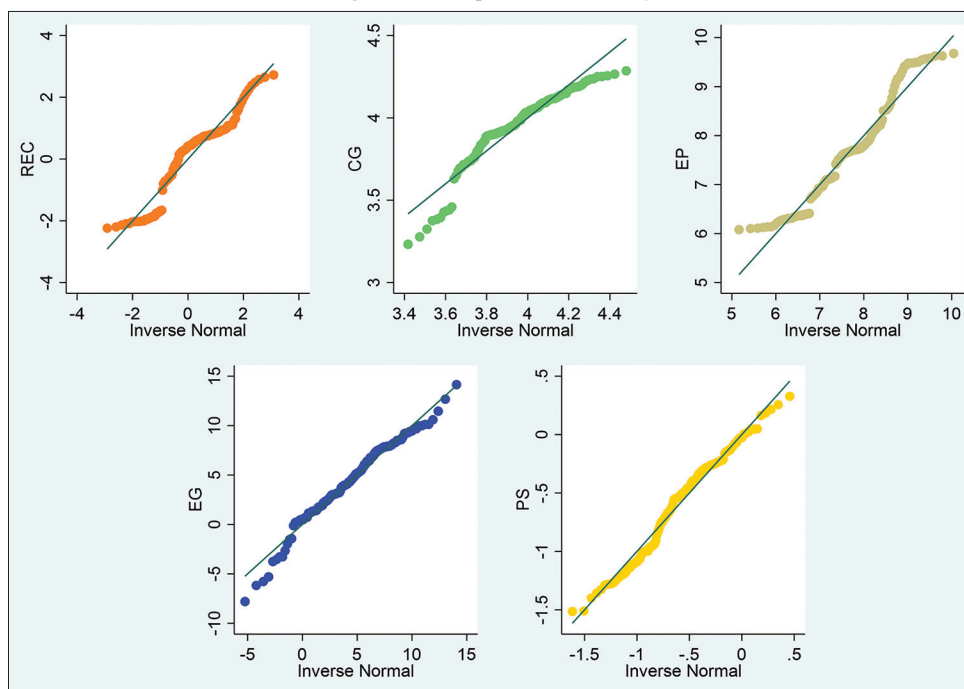 REC
4
2
0
-2
-4
-4 -2 0 2 4
Inverse Normal
CG
4.5
4
3.5
3
3.4 3.6 3.8 4 4.2 4.4
Inverse Normal
EP
10
9
8
7
6
5
5 6 7 8 9 10
Inverse Normal
EG
15
10
5
0
-5
-10
-5 0 5 10 15
Inverse Normal
PS
.5
0
-.5
-1
-1.5
-1.5 -1 -.5 0 .5
Inverse Normal